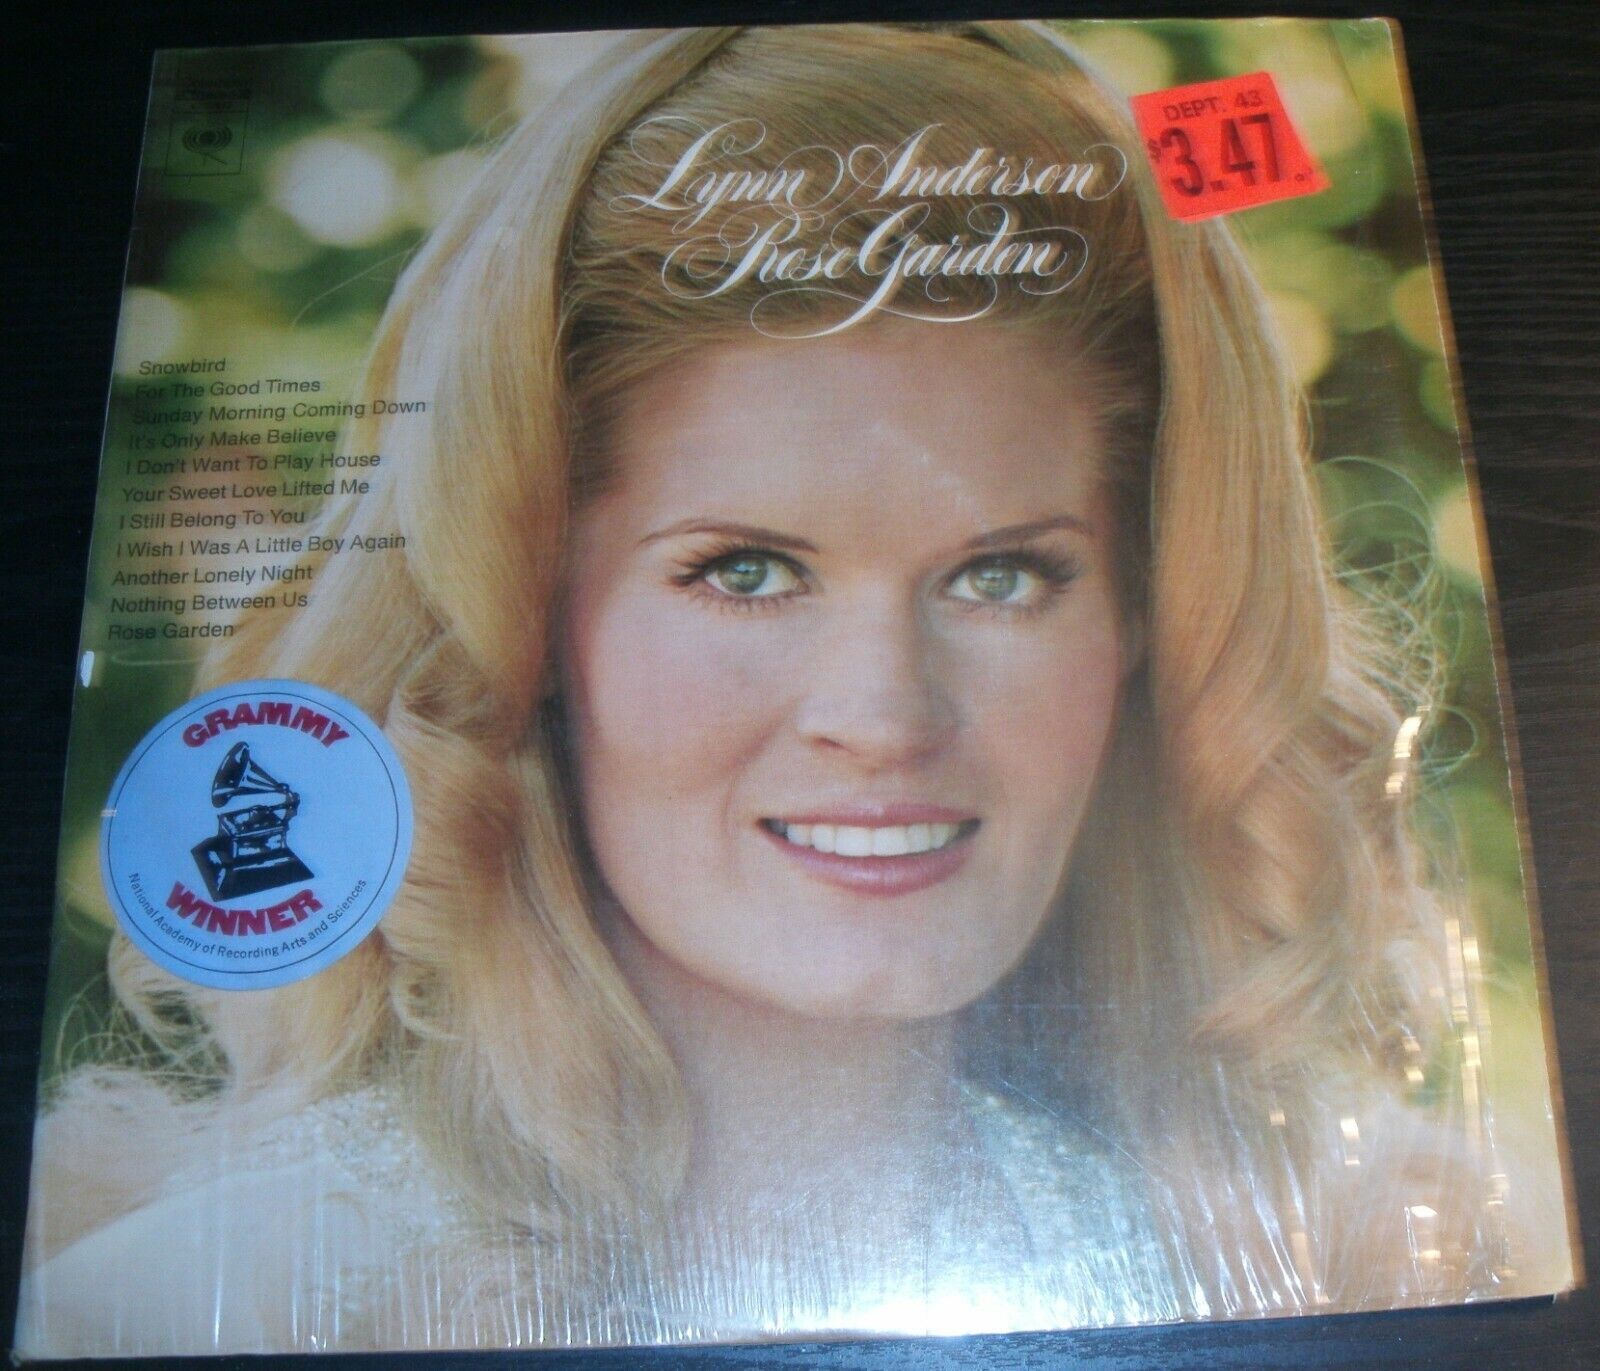 DEPT. 43
$3.47
Lynn Anderson
Rose Garden
Snowbird
For The Good Times
Sunday Morning Coming Down
It's Only Make Believe
I Don't Want To Play House
Your Sweet Love Lifted Me
I Still Belong To You
I Wish I Was A Little Boy Again
Another Lonely Night
Nothing Between Us
Rose Garden
GRAMMY
WINNER
National Academy of Recording Arts and Sciences